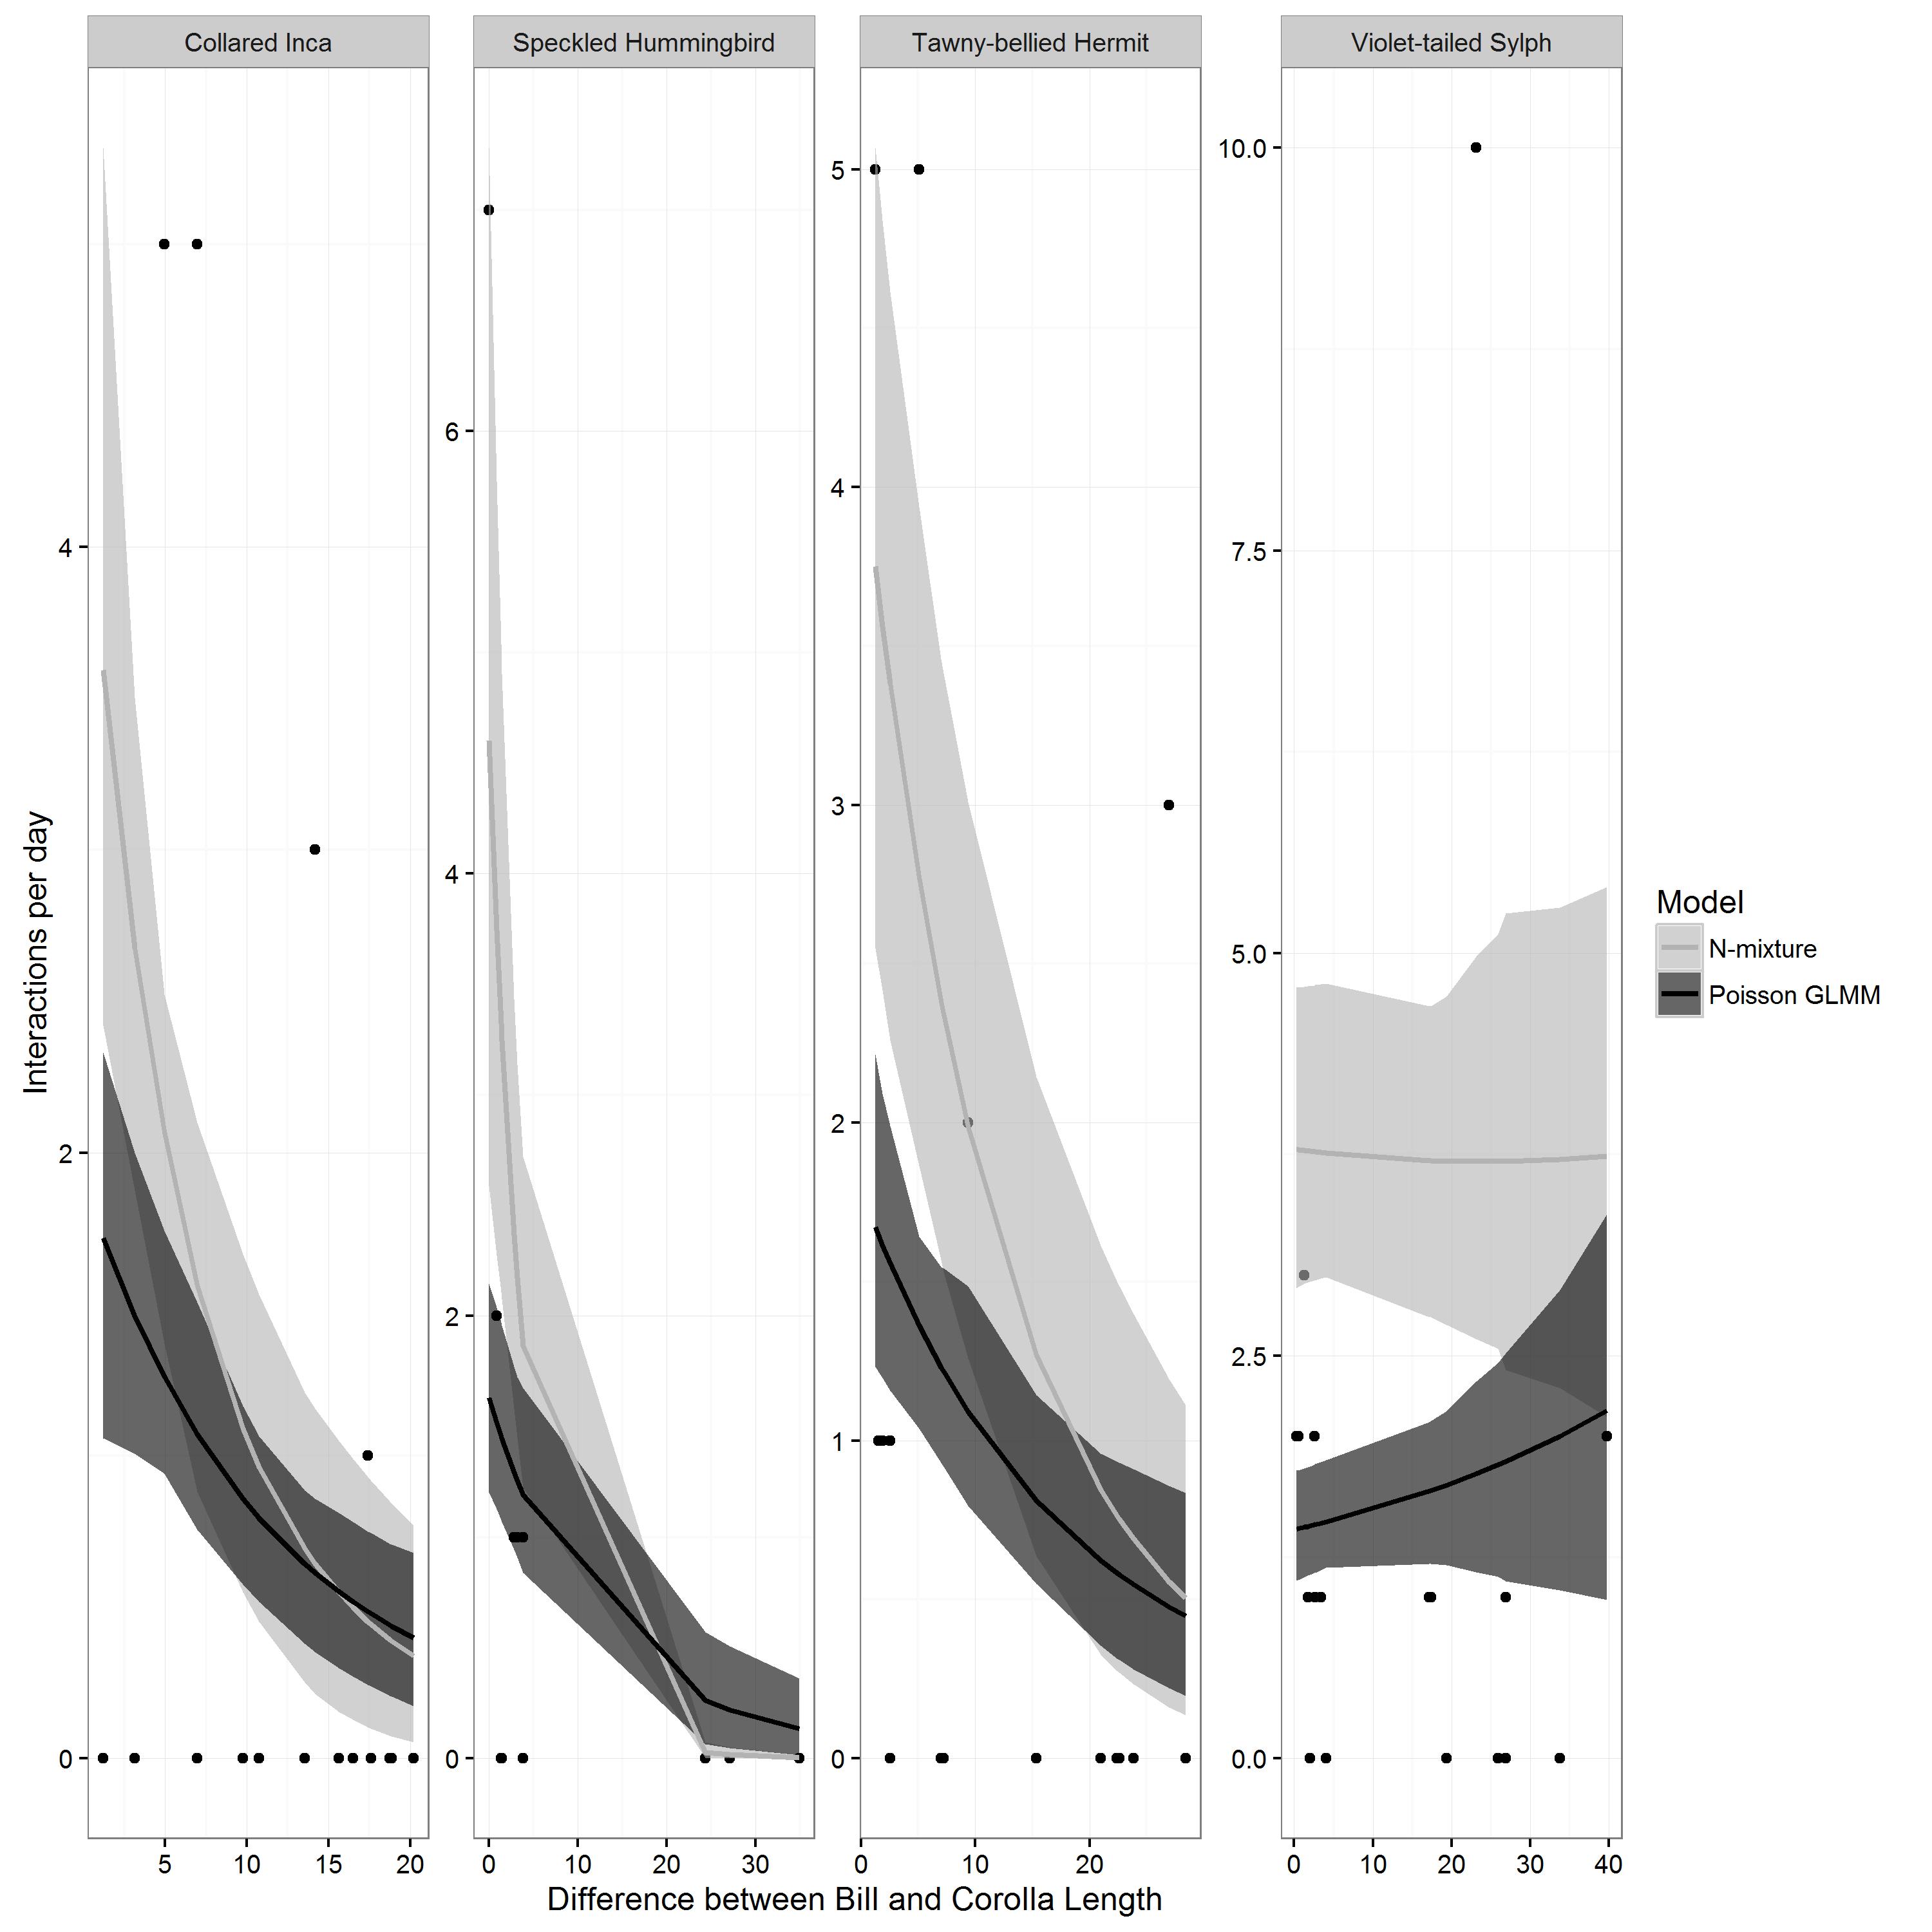 Collared Inca
Speckled Hummingbird
Tawny-bellied Hermit
Violet-tailed Sylph
Interactions per day
0
2
4
0
2
4
6
0
1
2
3
4
5
0.0
2.5
5.0
7.5
10.0
5 10 15 20
0 10 20 30
0 10 20
0 10 20 30 40
Difference between Bill and Corolla Length
Model
N-mixture
Poisson GLMM